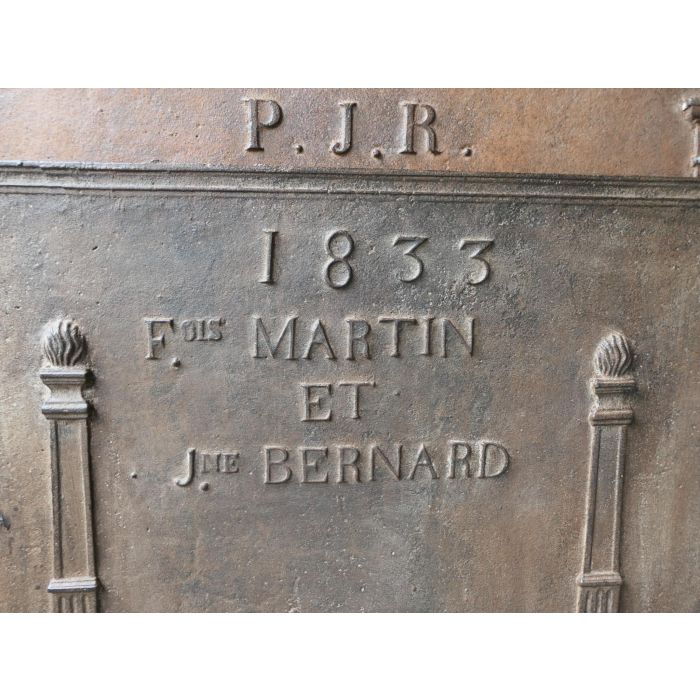 P.J.R.
1833
F.OIS MARTIN
ET
J.NE BERNARD